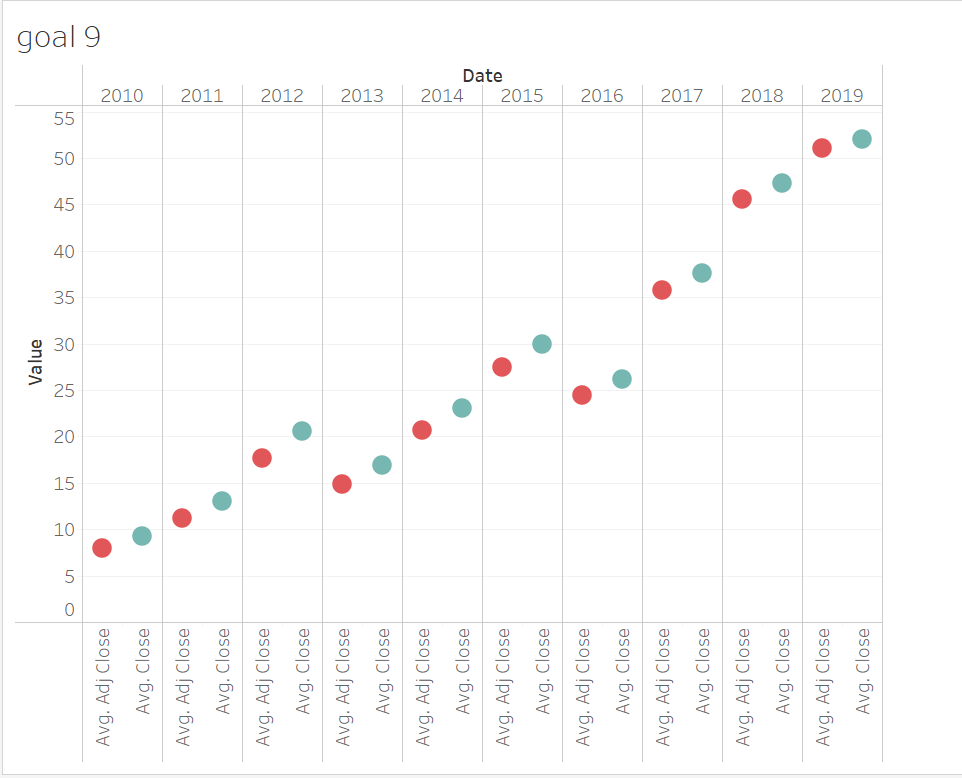 goal 9
Date
2010 2011 2012 2013 2014 2015 2016 2017 2018 2019
55
50
45
40
35
30
25
20
15
10
5
0
Value
Avg. Adj Close
Avg. Close
Avg. Adj Close
Avg. Close
Avg. Adj Close
Avg. Close
Avg. Adj Close
Avg. Close
Avg. Adj Close
Avg. Close
Avg. Adj Close
Avg. Close
Avg. Adj Close
Avg. Close
Avg. Adj Close
Avg. Close
Avg. Adj Close
Avg. Close
Avg. Adj Close
Avg. Close